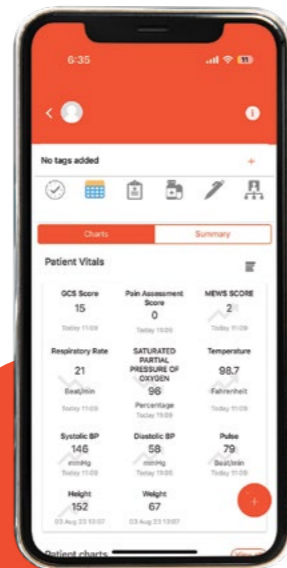 6:35
11
No tags added
+
Charts
Summary
Patient Vitals
GCS Score
15
Today 11:09
Pain Assessment
Score
0
Today 11:09
MEWS SCORE
2
Today 11:09
Respiratory Rate
21
Beat/min
Today 11:09
SATURATED
PARTIAL
PRESSURE OF
OXYGEN
96
Percentage
Today 11:09
Temperature
98.7
Fahrenheit
Today 11:09
Systolic BP
146
mmHg
Today 11:09
Diastolic BP
58
mmHg
Today 11:09
Pulse
79
Beat/min
Today 11:09
Height
152
03 Aug 23 13:07
Weight
67
03 Aug 23 13:07
+
Patient charts